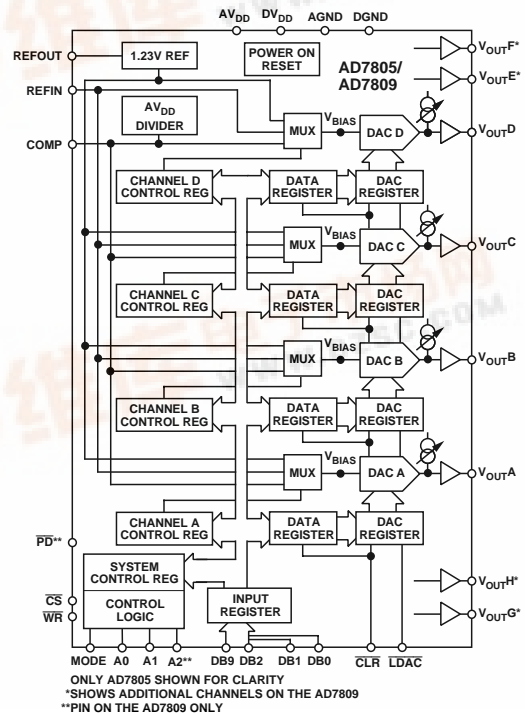 AVDD DVDD AGND DGND
REFOUT
1.23V REF
POWER ON
RESET
AD7805/
AD7809
VOUTF*
VOUTE*
REFIN
AVDD
DIVIDER
COMP
MUX
VBIAS
DAC D
VOUTD
CHANNEL D
CONTROL REG
DATA
REGISTER
DAC
REGISTER
MUX
VBIAS
DAC C
VOUTC
CHANNEL C
CONTROL REG
DATA
REGISTER
DAC
REGISTER
MUX
VBIAS
DAC B
VOUTB
CHANNEL B
CONTROL REG
DATA
REGISTER
DAC
REGISTER
MUX
VBIAS
DAC A
VOUTA
CHANNEL A
CONTROL REG
DATA
REGISTER
DAC
REGISTER
PD**
SYSTEM
CONTROL REG
CONTROL
LOGIC
INPUT
REGISTER
VOUTH*
VOUTG*
CS
WR
MODE A0 A1 A2** DB9 DB2 DB1 DB0 CLR LDAC
ONLY AD7805 SHOWN FOR CLARITY
*SHOWS ADDITIONAL CHANNELS ON THE AD7809
**PIN ON THE AD7809 ONLY